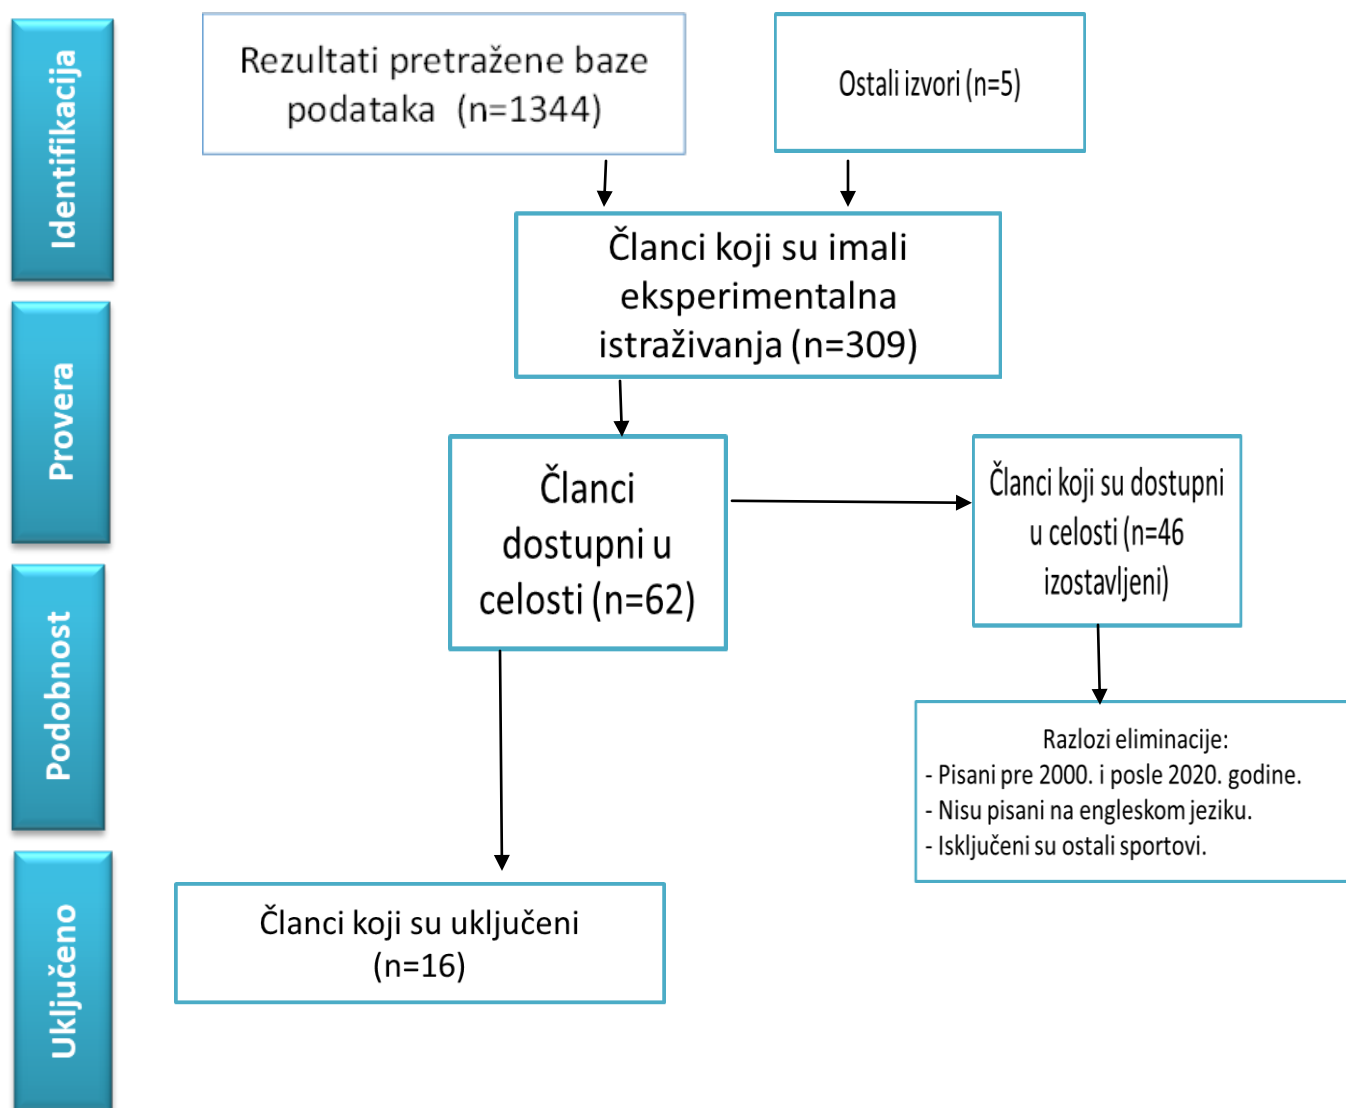 Identifikacija
Rezultati pretražene baze
podataka (n=1344)
Ostali izvori (n=5)
Članci koji su imali
eksperimentalna
istraživanja (n=309)
Provera
Članci
dostupni u
celosti (n=62)
Članci koji su dostupni
u celosti (n=46
izostavljeni)
Podobnost
Razlozi eliminacije:
- Pisani pre 2000. i posle 2020. godine.
- Nisu pisani na engleskom jeziku.
- Isključeni su ostali sportovi.
Uključeno
Članci koji su uključeni
(n=16)